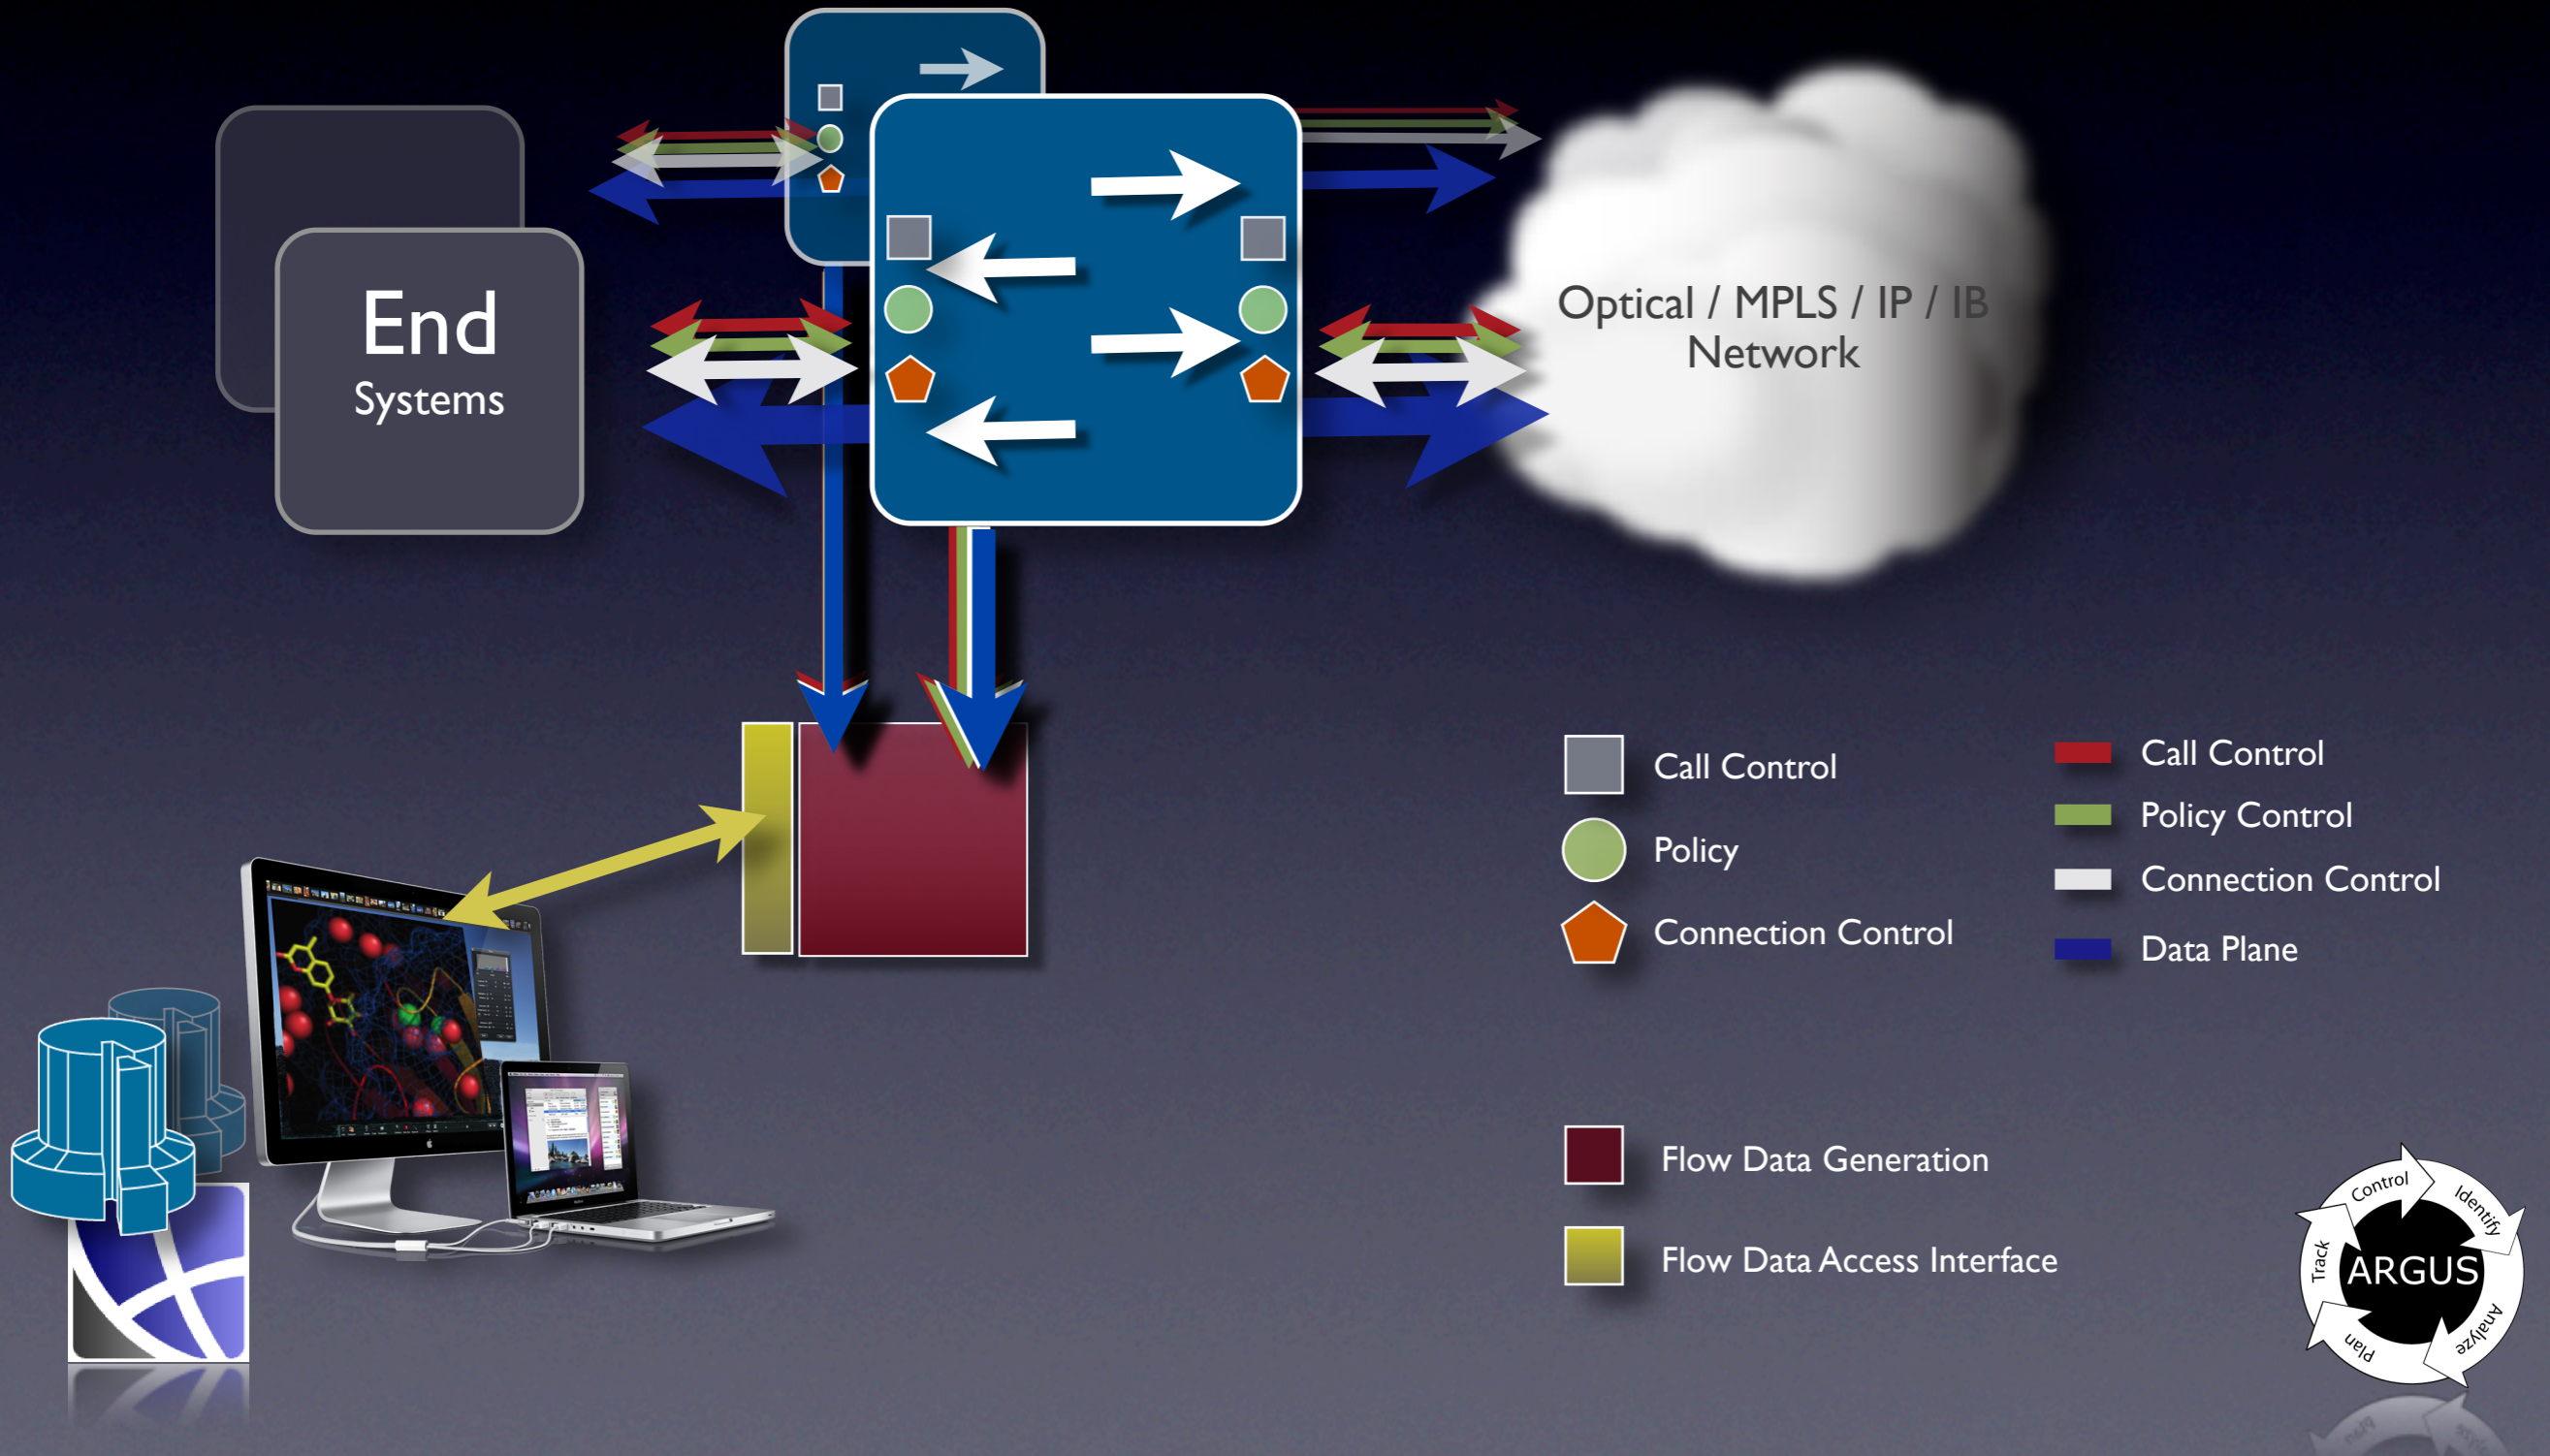 End
Systems
Optical / MPLS / IP / IB
Network
Call Control
Policy
Connection Control
Call Control
Policy Control
Connection Control
Data Plane
Flow Data Generation
Flow Data Access Interface
Control
Identify
Analyze
Plan
Track
ARGUS